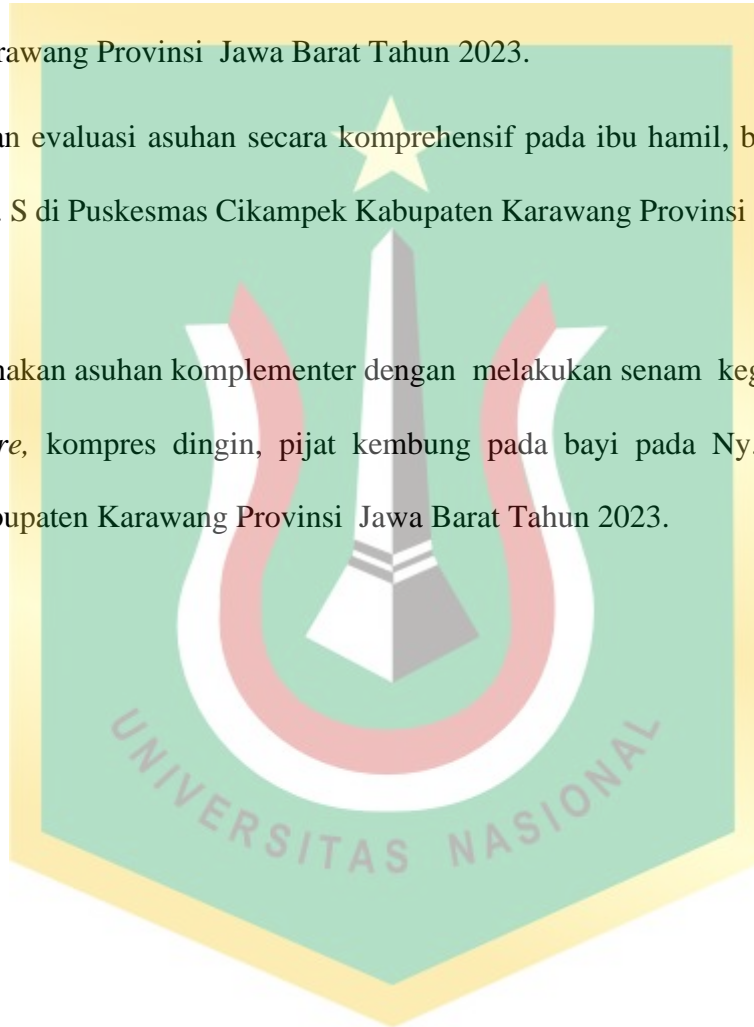 rawang Provinsi Jawa Barat Tahun 2023.
an evaluasi asuhan secara komprehensif pada ibu hamil, b
S di Puskesmas Cikampek Kabupaten Karawang Provinsi
nakan asuhan komplementer dengan melakukan senam keg
re, kompres dingin, pijat kembung pada bayi pada Ny.
bupaten Karawang Provinsi Jawa Barat Tahun 2023.
UNIVERSITAS NASIONAL